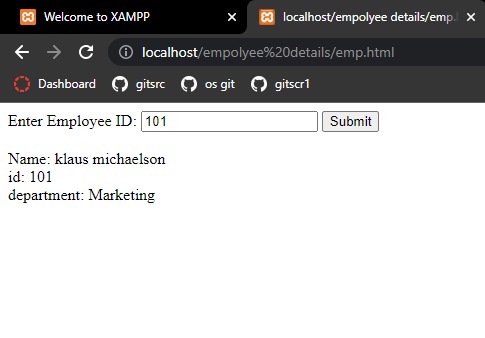 Welcome to XAMPP
localhost/empolyee details/emp.
localhost/empolyee%20details/emp.html
Dashboard gitsrc os git gitscr1
Enter Employee ID: 101 Submit
Name: klaus michaelson
id: 101
department: Marketing